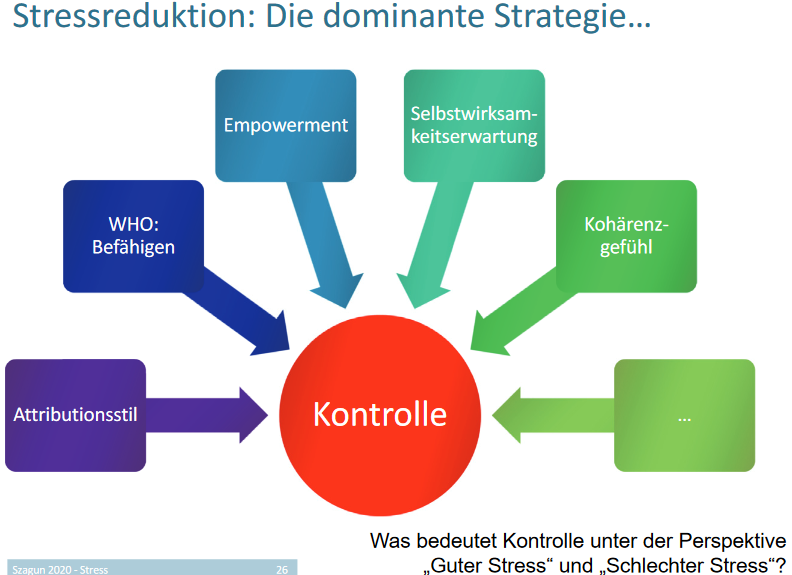 Stressreduktion: Die dominante Strategie…
Empowerment
Selbstwirksam-
keitserwartung
WHO:
Befähigen
Kohärenz-
gefühl
Attributionsstil
Kontrolle
...
Was bedeutet Kontrolle unter der Perspektive
„Guter Stress“ und „Schlechter Stress“?
Szagun 2020 - Stress
26